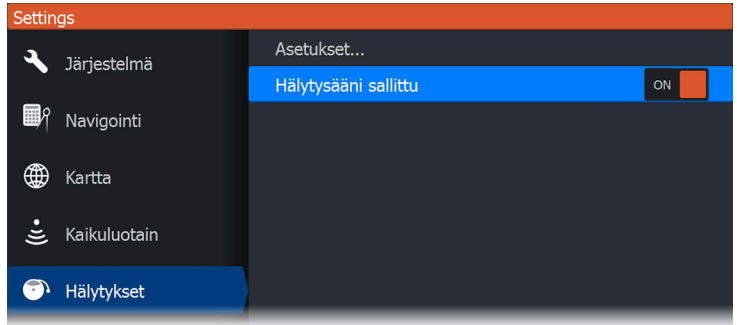 Settings
Järjestelmä
Navigointi
Kartta
Kaikuluotain
Hälytykset
Asetukset...
Hälytysääni sallittu
ON